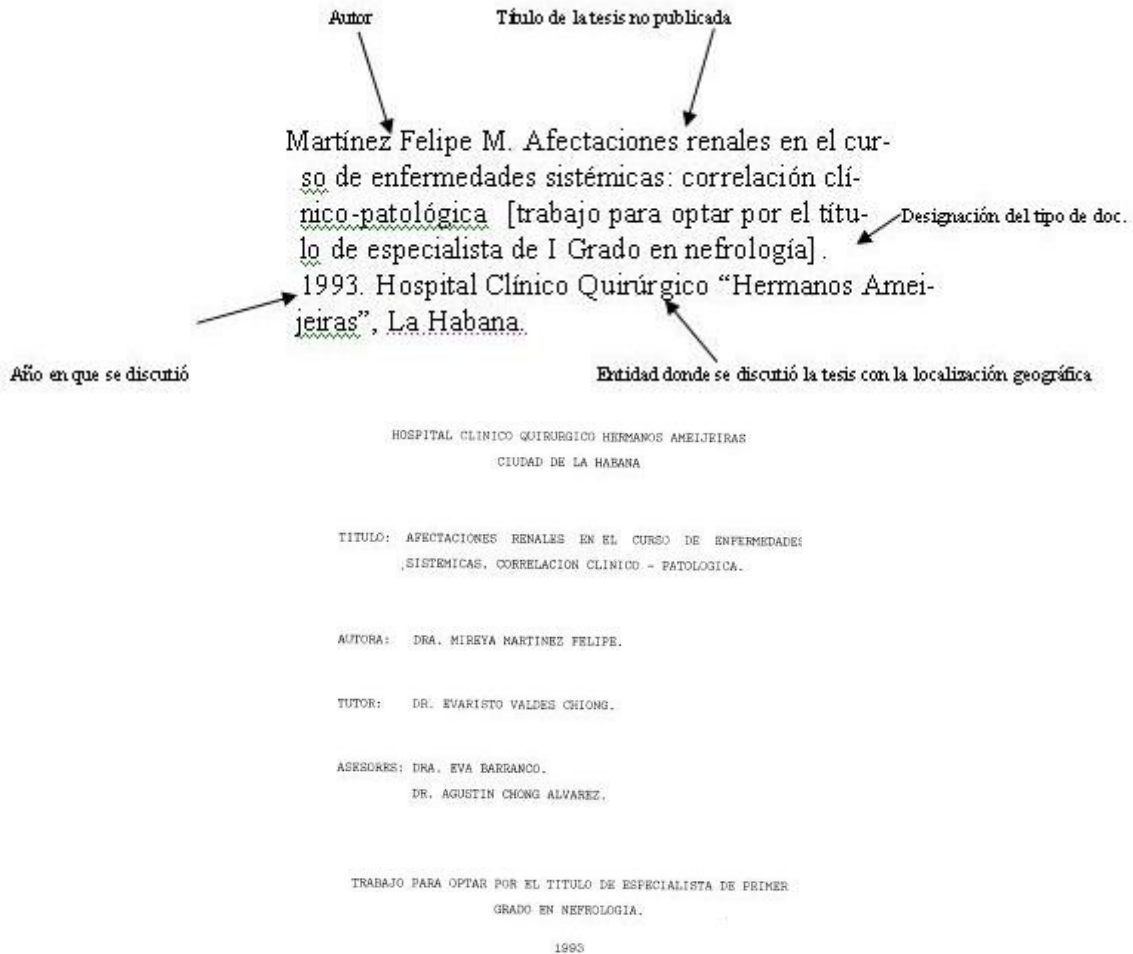 Autor
Título de la tesis no publicada
Martínez Felipe M. Afectaciones renales en el cur-
so de enfermedades sistémicas: correlación clí-
nico-patológica [trabajo para optar por el títu-
lo de especialista de I Grado en nefrología].
Designación del tipo de doc.
1993. Hospital Clínico Quirúrgico “Hermanos Amei-
jeiras”, La Habana.
Año en que se discutió
Entidad donde se discutió la tesis con la localización geográfica
HOSPITAL CLINICO QUIRURGICO HERMANOS AMEIJEIRAS
CIUDAD DE LA HABANA
TITULO: AFECTACIONES RENALES EN EL CURSO DE ENFERMEDADES
SISTEMICAS. CORRELACION CLINICO - PATOLOGICA.
AUTORA: DRA. MIREYA MARTINEZ FELIPE.
TUTOR: DR. EVARISTO VALDES CHIONG.
ASESORES: DRA. EVA BARRANCO.
DR. AGUSTIN CHONG ALVAREZ.
TRABAJO PARA OPTAR POR EL TITULO DE ESPECIALISTA DE PRIMER
GRADO EN NEFROLOGIA.
1993